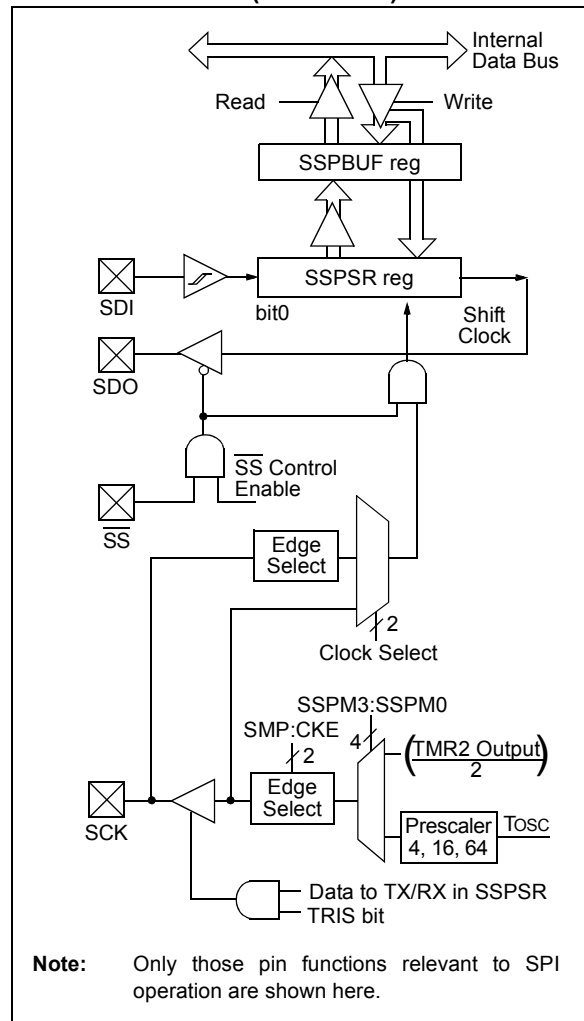 Internal
Data Bus
Read
Write
SSPBUF reg
SSPSR reg
SDI
bit0
Shift
Clock
SDO
SS Control
Enable
SS
Edge
Select
2
Clock Select
SSPM3:SSPM0
SMP:CKE
4
2
(TMR2 Output
2)
Edge
Select
SCK
Prescaler
4, 16, 64
TOSC
Data to TX/RX in SSPSR
TRIS bit
Note: Only those pin functions relevant to SPI
operation are shown here.